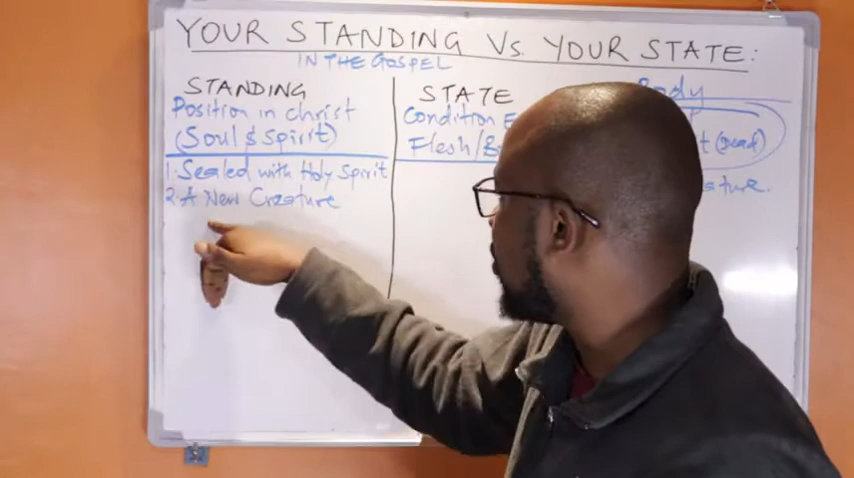 YOUR STANDING Vs. YOUR STATE:
IN THE GOSPEL
STANDING
Position in Christ
(Soul & Spirit)
1. Sealed with Holy Spirit
2. A New Creature
STATE
Condition
Flesh/
Body
(Dead)